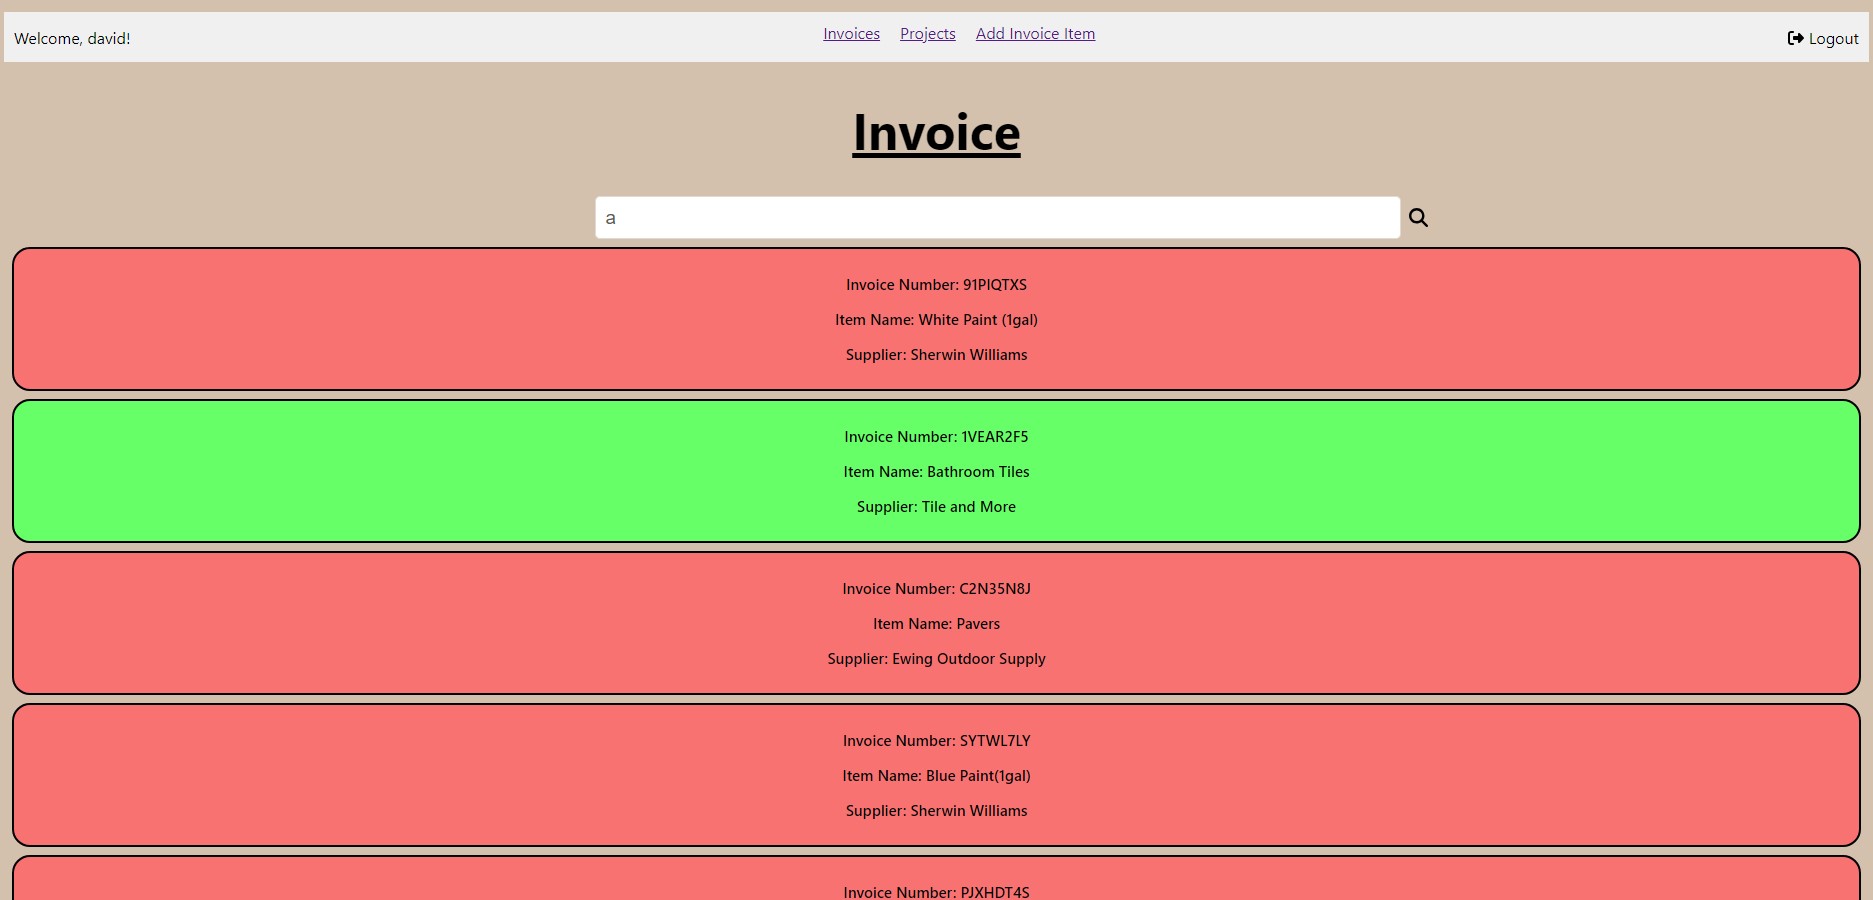 Welcome, david!
Invoices Projects Add Invoice Item
Logout
Invoice
a
Invoice Number: 91PIQTXS
Item Name: White Paint (1gal)
Supplier: Sherwin Williams
Invoice Number: 1VEAR2F5
Item Name: Bathroom Tiles
Supplier: Tile and More
Invoice Number: C2N35N8J
Item Name: Pavers
Supplier: Ewing Outdoor Supply
Invoice Number: SYTWL7LY
Item Name: Blue Paint(1gal)
Supplier: Sherwin Williams
Invoice Number: PJXHDT4S